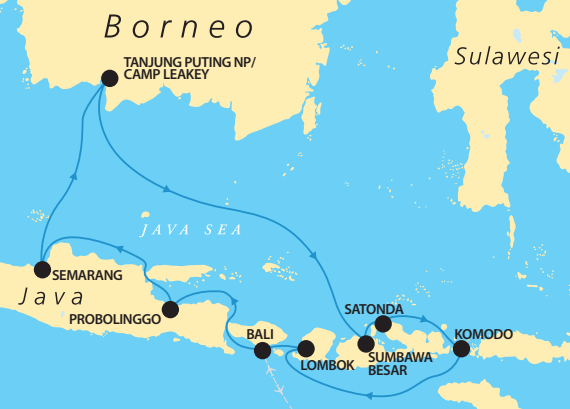 Borneo
TANJUNG PUTING NP/
CAMP LEAKEY
Sulawesi
JAVA SEA
SEMARANG
Java
PROBOLINGGO
BALI
LOMBOK
SATONDA
SUMBAWA
BESAR
KOMODO